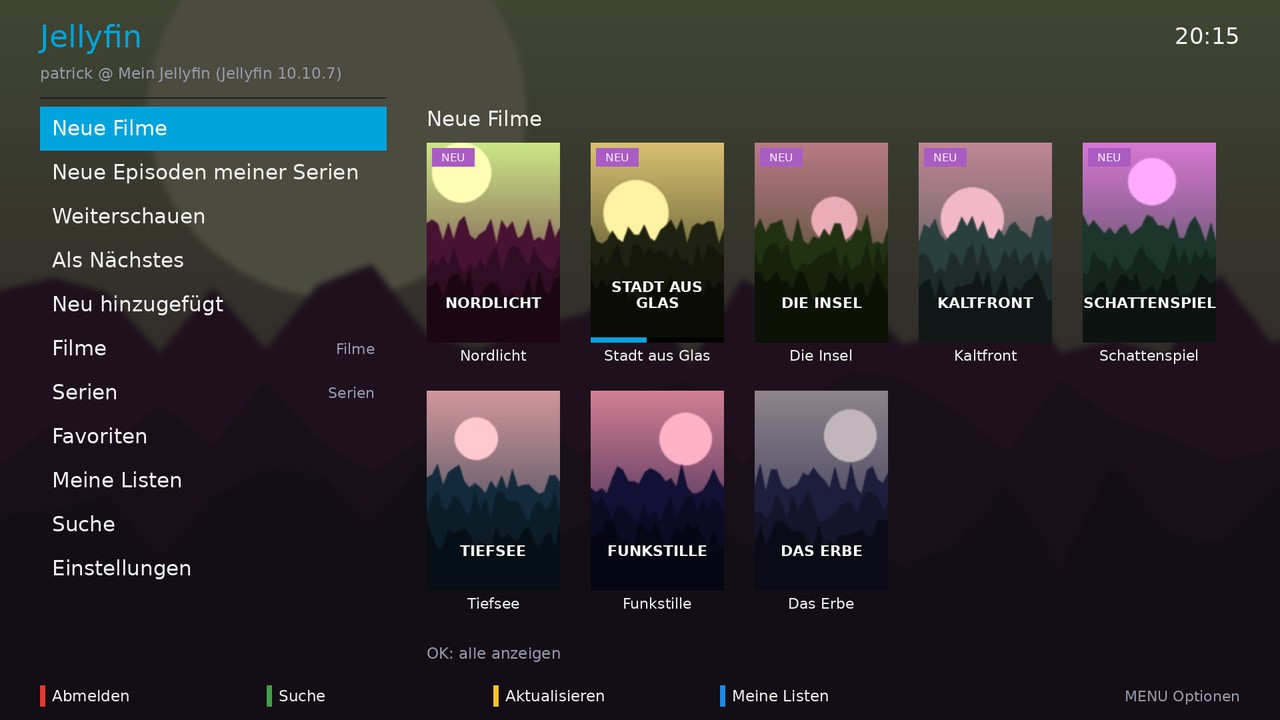 Jellyfin
20:15
patrick @ Mein Jellyfin (Jellyfin 10.10.7)
Neue Filme
Neue Episoden meiner Serien
Weiterschauen
Als Nächstes
Neu hinzugefügt
Filme Filme
Serien Serien
Favoriten
Meine Listen
Suche
Einstellungen
Neue Filme
NEU NEU NEU NEU NEU
NORDLICHT
STADT AUS
GLAS
DIE INSEL
KALTFRONT
SCHATTENSPIEL
Nordlicht Stadt aus Glas Die Insel Kaltfront Schattenspiel
TIEFSEE FUNKSTILLE DAS ERBE
Tiefsee Funkstille Das Erbe
OK: alle anzeigen
Abmelden Suche Aktualisieren Meine Listen MENU Optionen